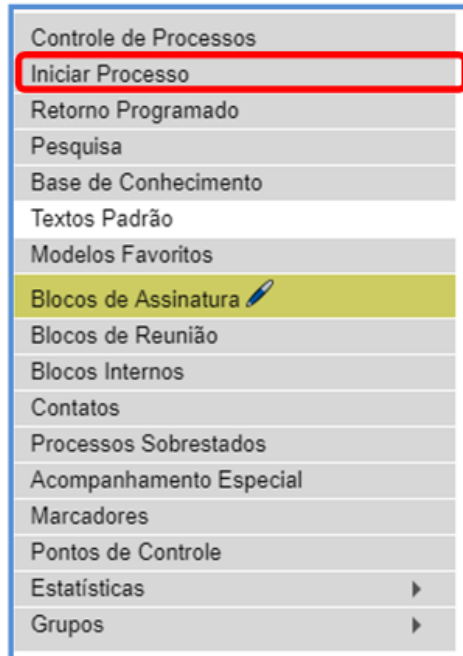 Controle de Processos
Iniciar Processo
Retorno Programado
Pesquisa
Base de Conhecimento
Textos Padrão
Modelos Favoritos
Blocos de Assinatura
Blocos de Reunião
Blocos Internos
Contatos
Processos Sobrestados
Acompanhamento Especial
Marcadores
Pontos de Controle
Estatísticas
Grupos